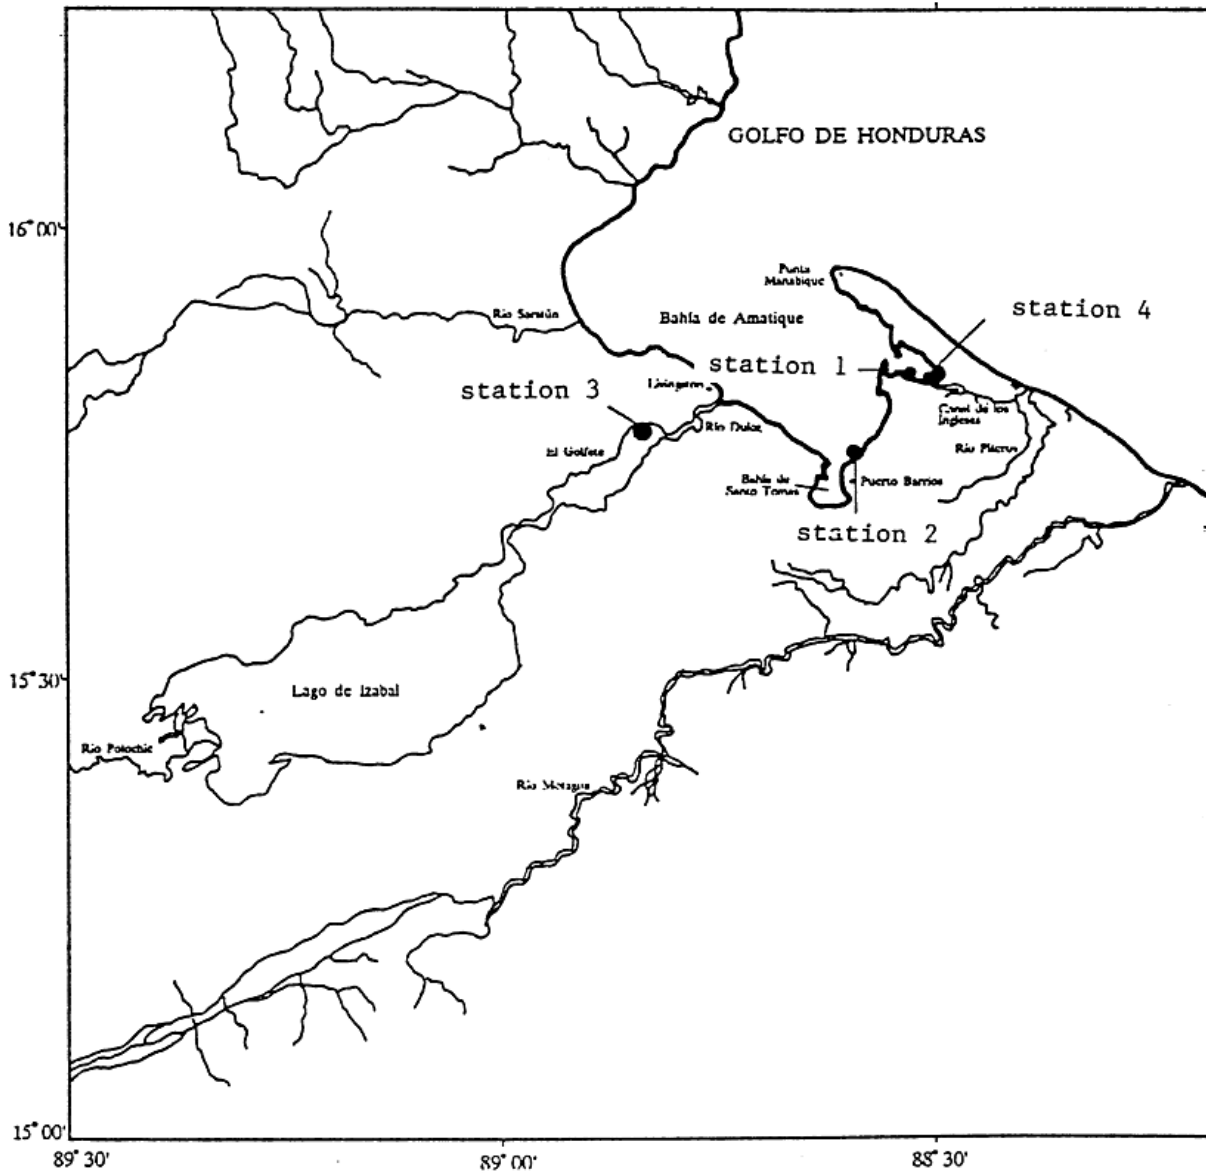 GOLFO DE HONDURAS
16°00'
Punta
Manabique
station 4
Río Sarstún
Bahía de Amatique
station 1
Livingston
station 3
Canal de los
Ingleses
Río Dulce
El Golfete
Río Piteros
Bahía de
Santo Tomas
Puerto Barrios
station 2
15°30'
Lago de Izabal
Río Polochic
Río Motagua
15°00'
89°30'
89°00'
88°30'